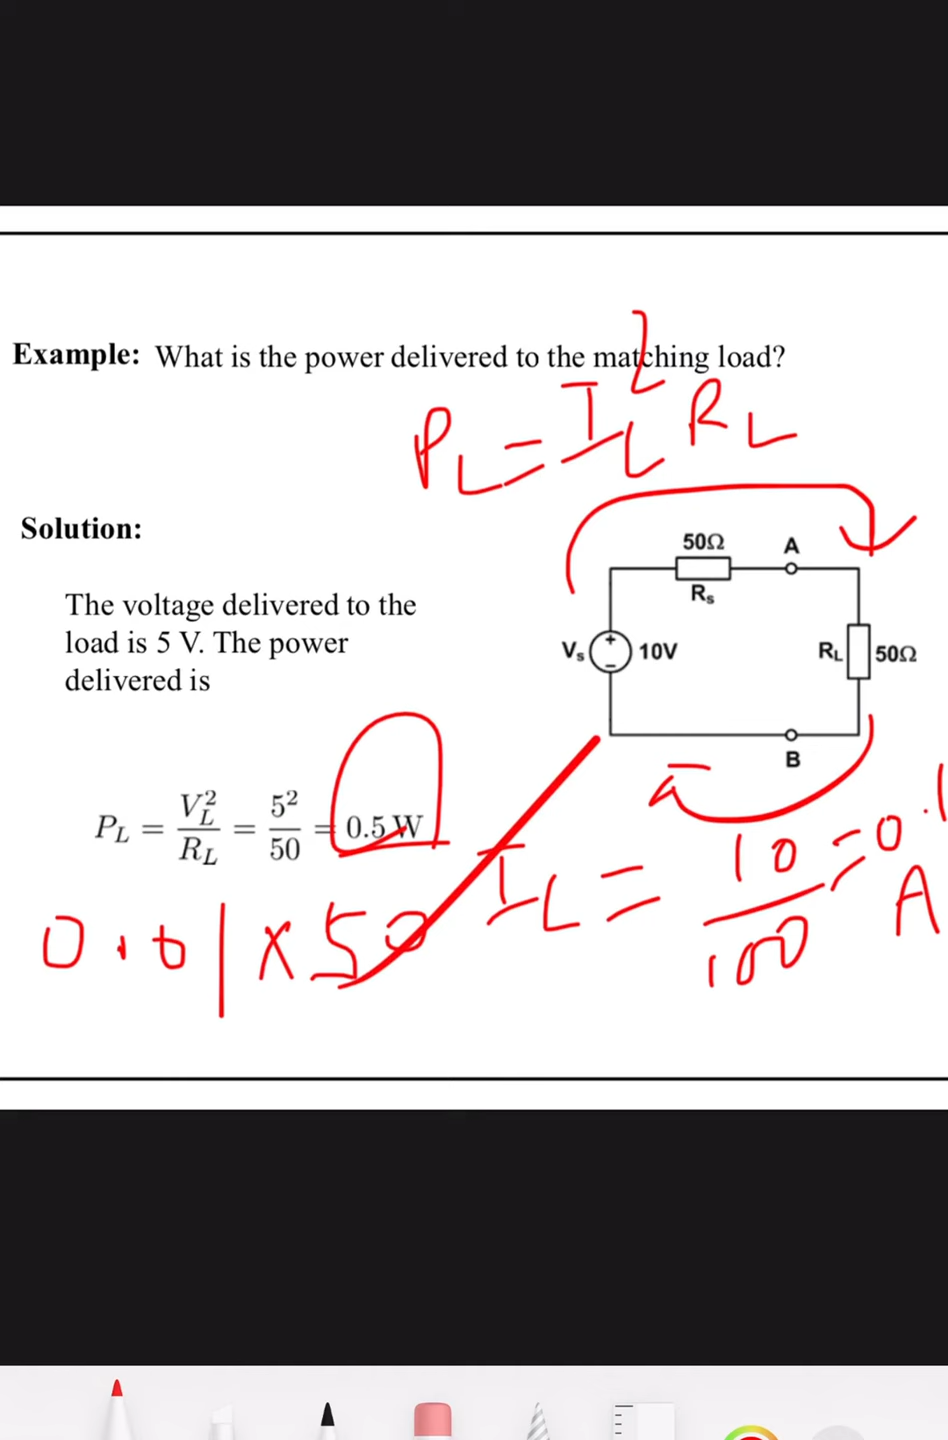 Example: What is the power delivered to the matching load?
P_L = I_L^2 R_L
Solution:
50Ω
A
R_s
The voltage delivered to the
load is 5 V. The power
delivered is
V_s
+
−
10V
R_L
50Ω
B
P_L = V_L^2 / R_L = 5^2 / 50 = 0.5 W
I_L = 10 / 100 = 0.1 A
0.01 × 50